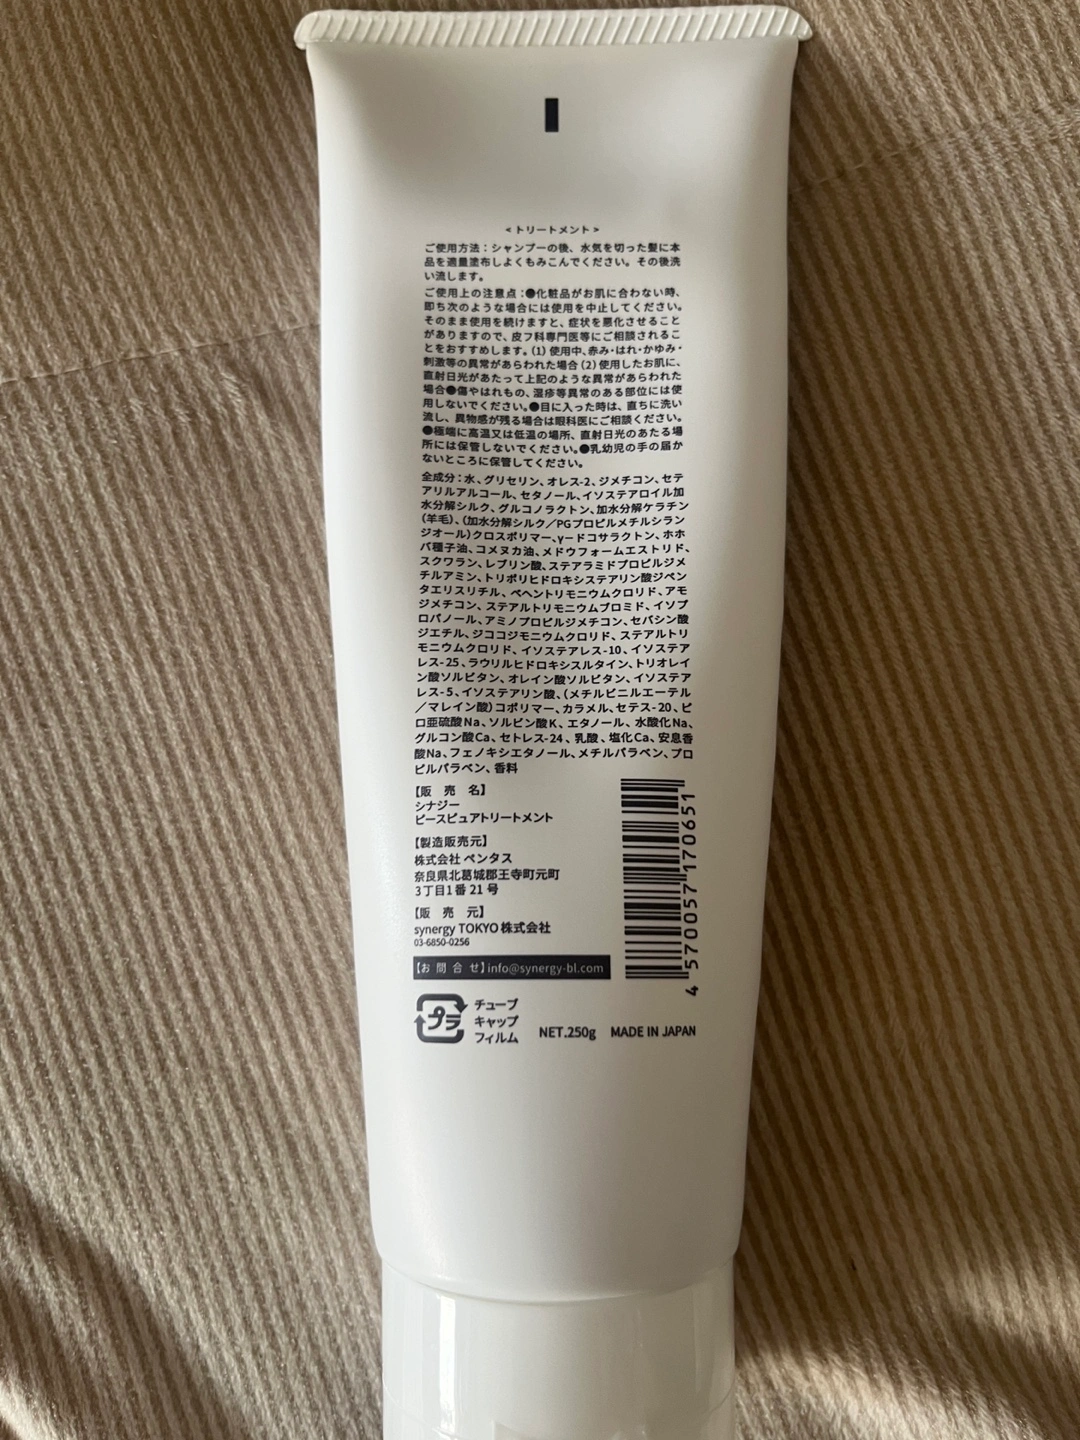 <トリートメント>
ご使用方法：シャンプーの後、水気を切った髪に本
品を適量塗布しよくもみこんでください。その後洗
い流します。
ご使用上の注意点：●化粧品がお肌に合わない時、
即ち次のような場合には使用を中止してください。
そのまま使用を続けますと、症状を悪化させること
がありますので、皮フ科専門医等にご相談されるこ
とをおすすめします。(1)使用中、赤み・はれ・かゆみ・
刺激等の異常があらわれた場合(2)使用したお肌に、
直射日光があたって上記のような異常があらわれた
場合●傷やはれもの、湿疹等異常のある部位には使
用しないでください。●目に入った時は、直ちに洗い
流し、異物感が残る場合は眼科医にご相談ください。
●極端に高温又は低温の場所、直射日光のあたる場
所には保管しないでください。●乳幼児の手の届か
ないところに保管してください。
全成分：水、グリセリン、オレス-2、ジメチコン、セテ
アリルアルコール、セタノール、イソステアロイル加
水分解シルク、グルコノラクトン、加水分解ケラチン
(羊毛)、(加水分解シルク/PGプロピルメチルシラン
ジオール)クロスポリマー、γ-ドコサラクトン、ホホ
バ種子油、コメヌカ油、メドウフォームエストリド、
スクワラン、レブリン酸、ステアラミドプロピルジメ
チルアミン、トリポリヒドロキシステアリン酸ジペン
タエリスリチル、ベヘントリモニウムクロリド、アモ
ジメチコン、ステアルトリモニウムブロミド、イソプ
ロパノール、アミノプロピルジメチコン、セバシン酸
ジエチル、ジココジモニウムクロリド、ステアルトリ
モニウムクロリド、イソステアレス-10、イソステア
レス-25、ラウリルヒドロキシスルタイン、トリオレイ
ン酸ソルビタン、オレイン酸ソルビタン、イソステア
レス-5、イソステアリン酸、(メチルビニルエーテル
/マレイン酸)コポリマー、カラメル、セテス-20、ピ
ロ亜硫酸Na、ソルビン酸K、エタノール、水酸化Na、
グルコン酸Ca、セトレス-24、乳酸、塩化Ca、安息香
酸Na、フェノキシエタノール、メチルパラベン、プロ
ピルパラベン、香料
【販 売 名】
シナジー
ピースピュアトリートメント
【製造販売元】
株式会社 ペンタス
奈良県北葛城郡王寺町元町
3丁目1番21号
【販 売 元】
synergy TOKYO 株式会社
03-6850-0256
【お 問 合 せ】info@synergy-bl.com
4 570057 170651
プラ
チューブ
キャップ
フィルム
NET.250g MADE IN JAPAN